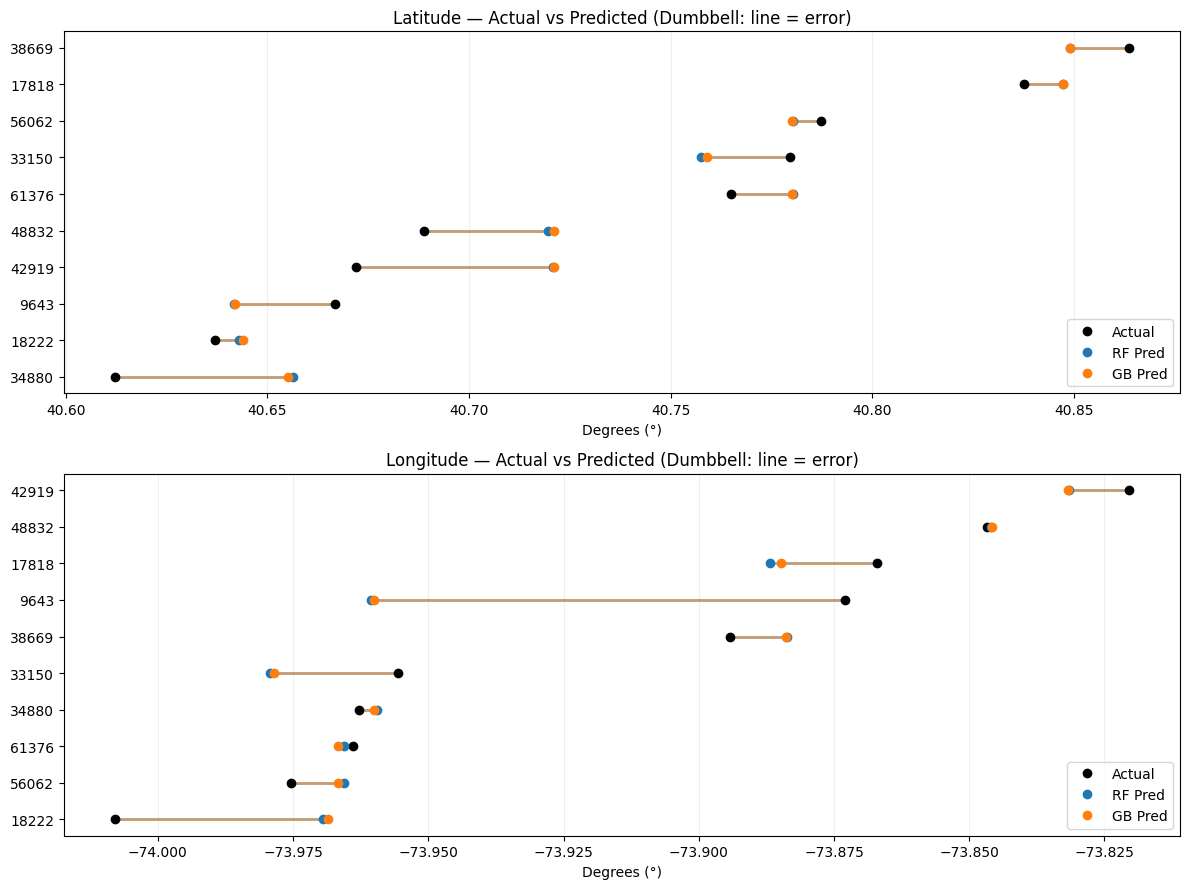 Latitude — Actual vs Predicted (Dumbbell: line = error)
38669
17818
56062
33150
61376
48832
42919
9643
18222
34880
Actual
RF Pred
GB Pred
40.60 40.65 40.70 40.75 40.80 40.85
Degrees (°)
Longitude — Actual vs Predicted (Dumbbell: line = error)
42919
48832
17818
9643
38669
33150
34880
61376
56062
18222
Actual
RF Pred
GB Pred
−74.000 −73.975 −73.950 −73.925 −73.900 −73.875 −73.850 −73.825
Degrees (°)